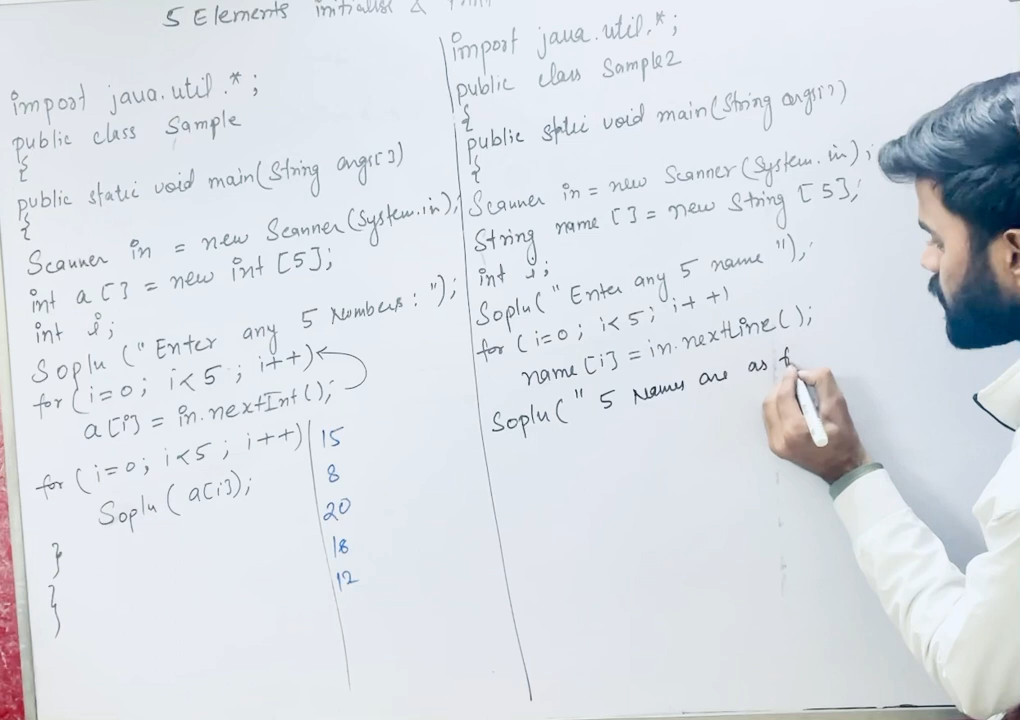 5 Elements initialise &
import java.util.*;
public class Sample
{
public static void main(String args[])
{
Scanner in = new Scanner(System.in);
int a[] = new int [5];
int i;
Sopln ("Enter any 5 Numbers : ");
for (i=0; i<5; i++)
a[i] = in.nextInt();
for (i=0; i<5; i++)
Sopln (a[i]);
}
}
15
8
20
18
12
import java.util.*;
public class Sample2
{
public static void main(String args[])
{
Scanner in = new Scanner(System.in);
String name [] = new String [5];
int i;
Sopln("Enter any 5 name ");
for (i=0; i<5; i++)
name[i] = in.nextLine();
Sopln(" 5 Names are as f